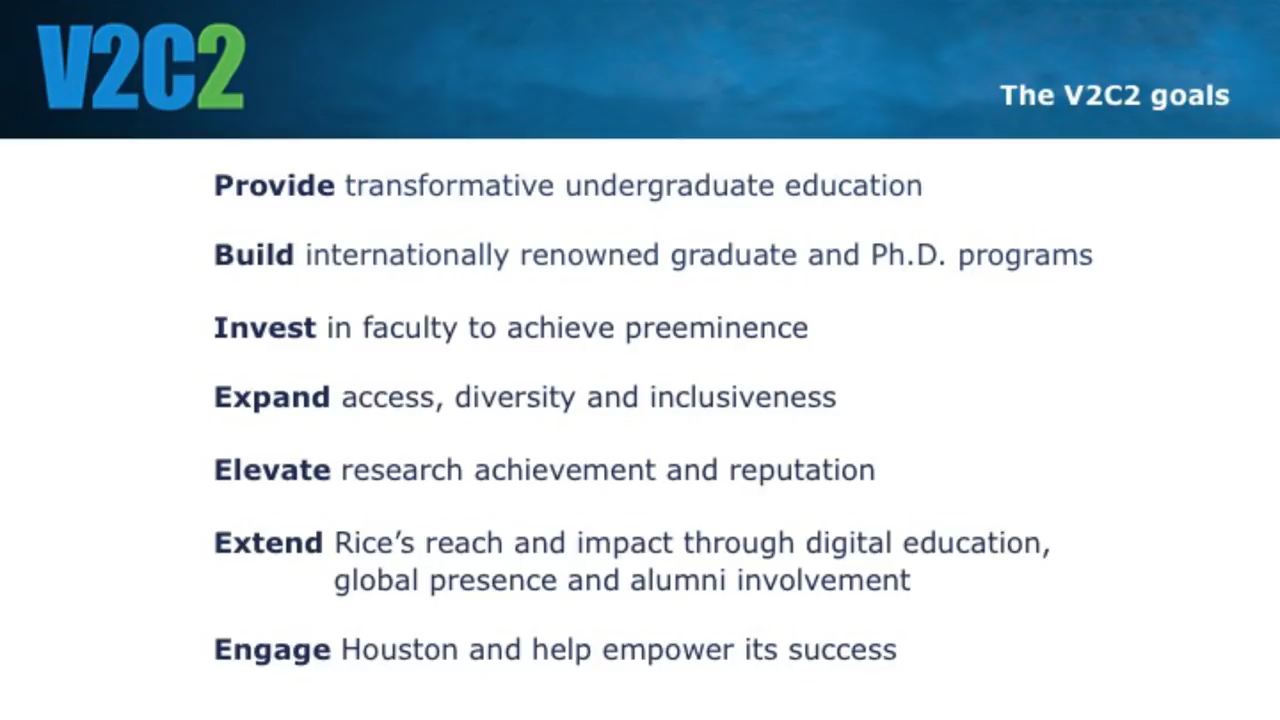 V2C2
The V2C2 goals
Provide transformative undergraduate education
Build internationally renowned graduate and Ph.D. programs
Invest in faculty to achieve preeminence
Expand access, diversity and inclusiveness
Elevate research achievement and reputation
Extend Rice’s reach and impact through digital education,
global presence and alumni involvement
Engage Houston and help empower its success